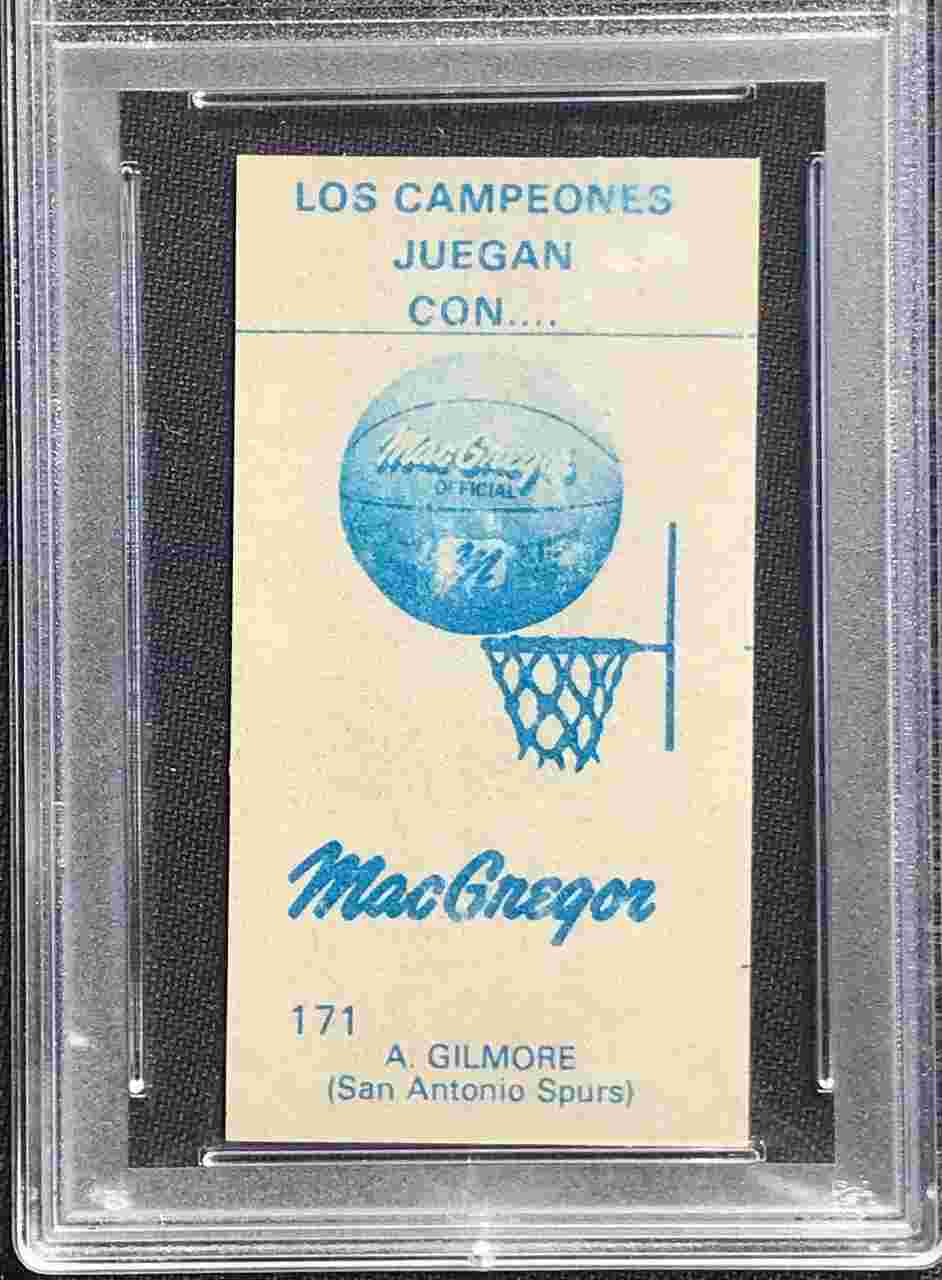 LOS CAMPEONES
JUEGAN
CON....
MacGregor
OFFICIAL
MacGregor
171
A. GILMORE
(San Antonio Spurs)